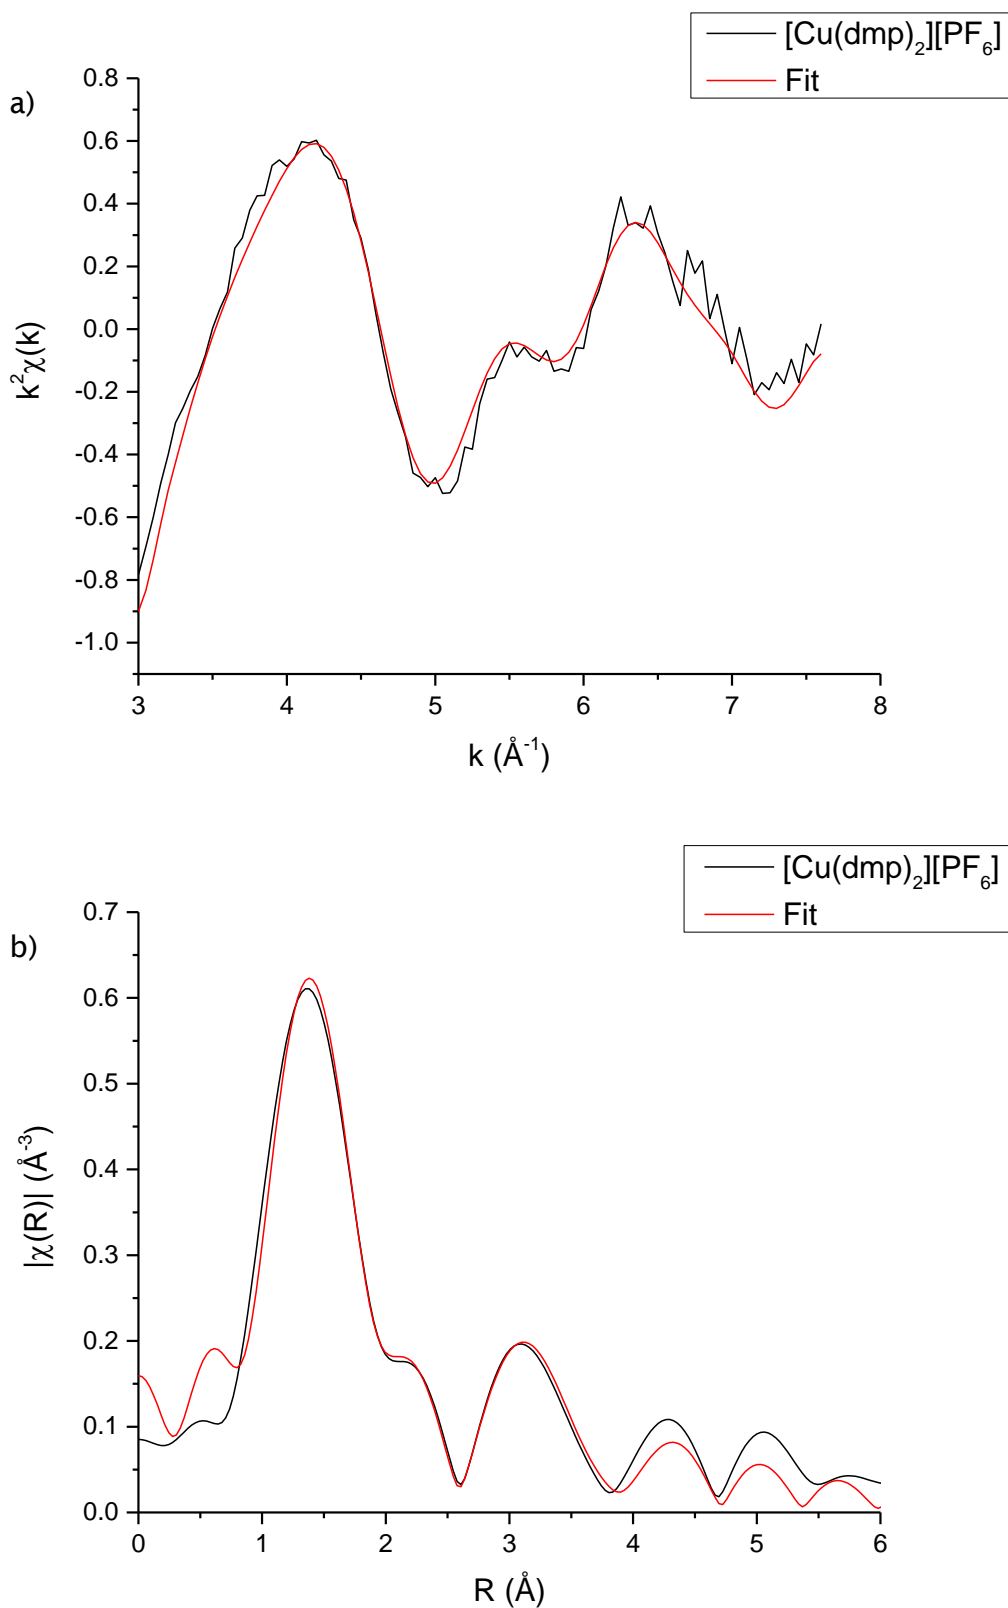 [Cu(dmp)₂][PF₆]
Fit
a)
0.8
0.6
0.4
0.2
0.0
-0.2
-0.4
-0.6
-0.8
-1.0
k²χ(k)
3 4 5 6 7 8
k (Å⁻¹)
[Cu(dmp)₂][PF₆]
Fit
b)
0.7
0.6
0.5
0.4
0.3
0.2
0.1
0.0
|χ(R)| (Å⁻³)
0 1 2 3 4 5 6
R (Å)